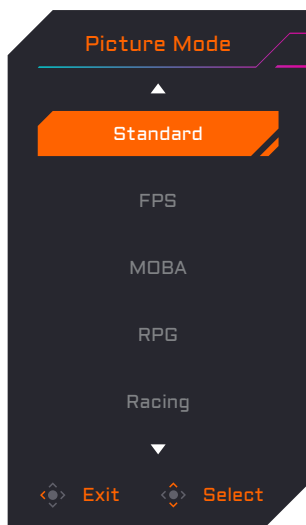 Picture Mode
Standard
FPS
MOBA
RPG
Racing
Exit Select